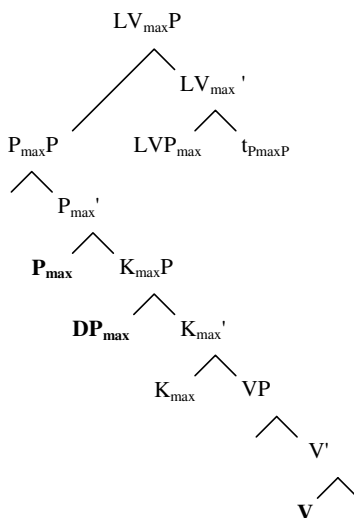 LVmaxP
LVmax '
PmaxP LVPmax tPmaxP
Pmax'
Pmax KmaxP
DPmax Kmax'
Kmax VP
V'
V